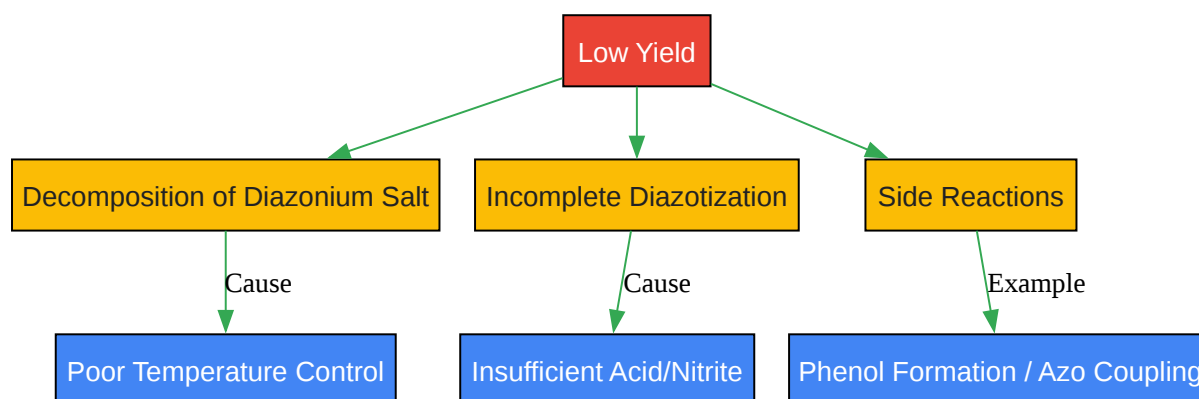 Low Yield
Decomposition of Diazonium Salt
Incomplete Diazotization
Side Reactions
Cause
Cause
Example
Poor Temperature Control
Insufficient Acid/Nitrite
Phenol Formation / Azo Coupling